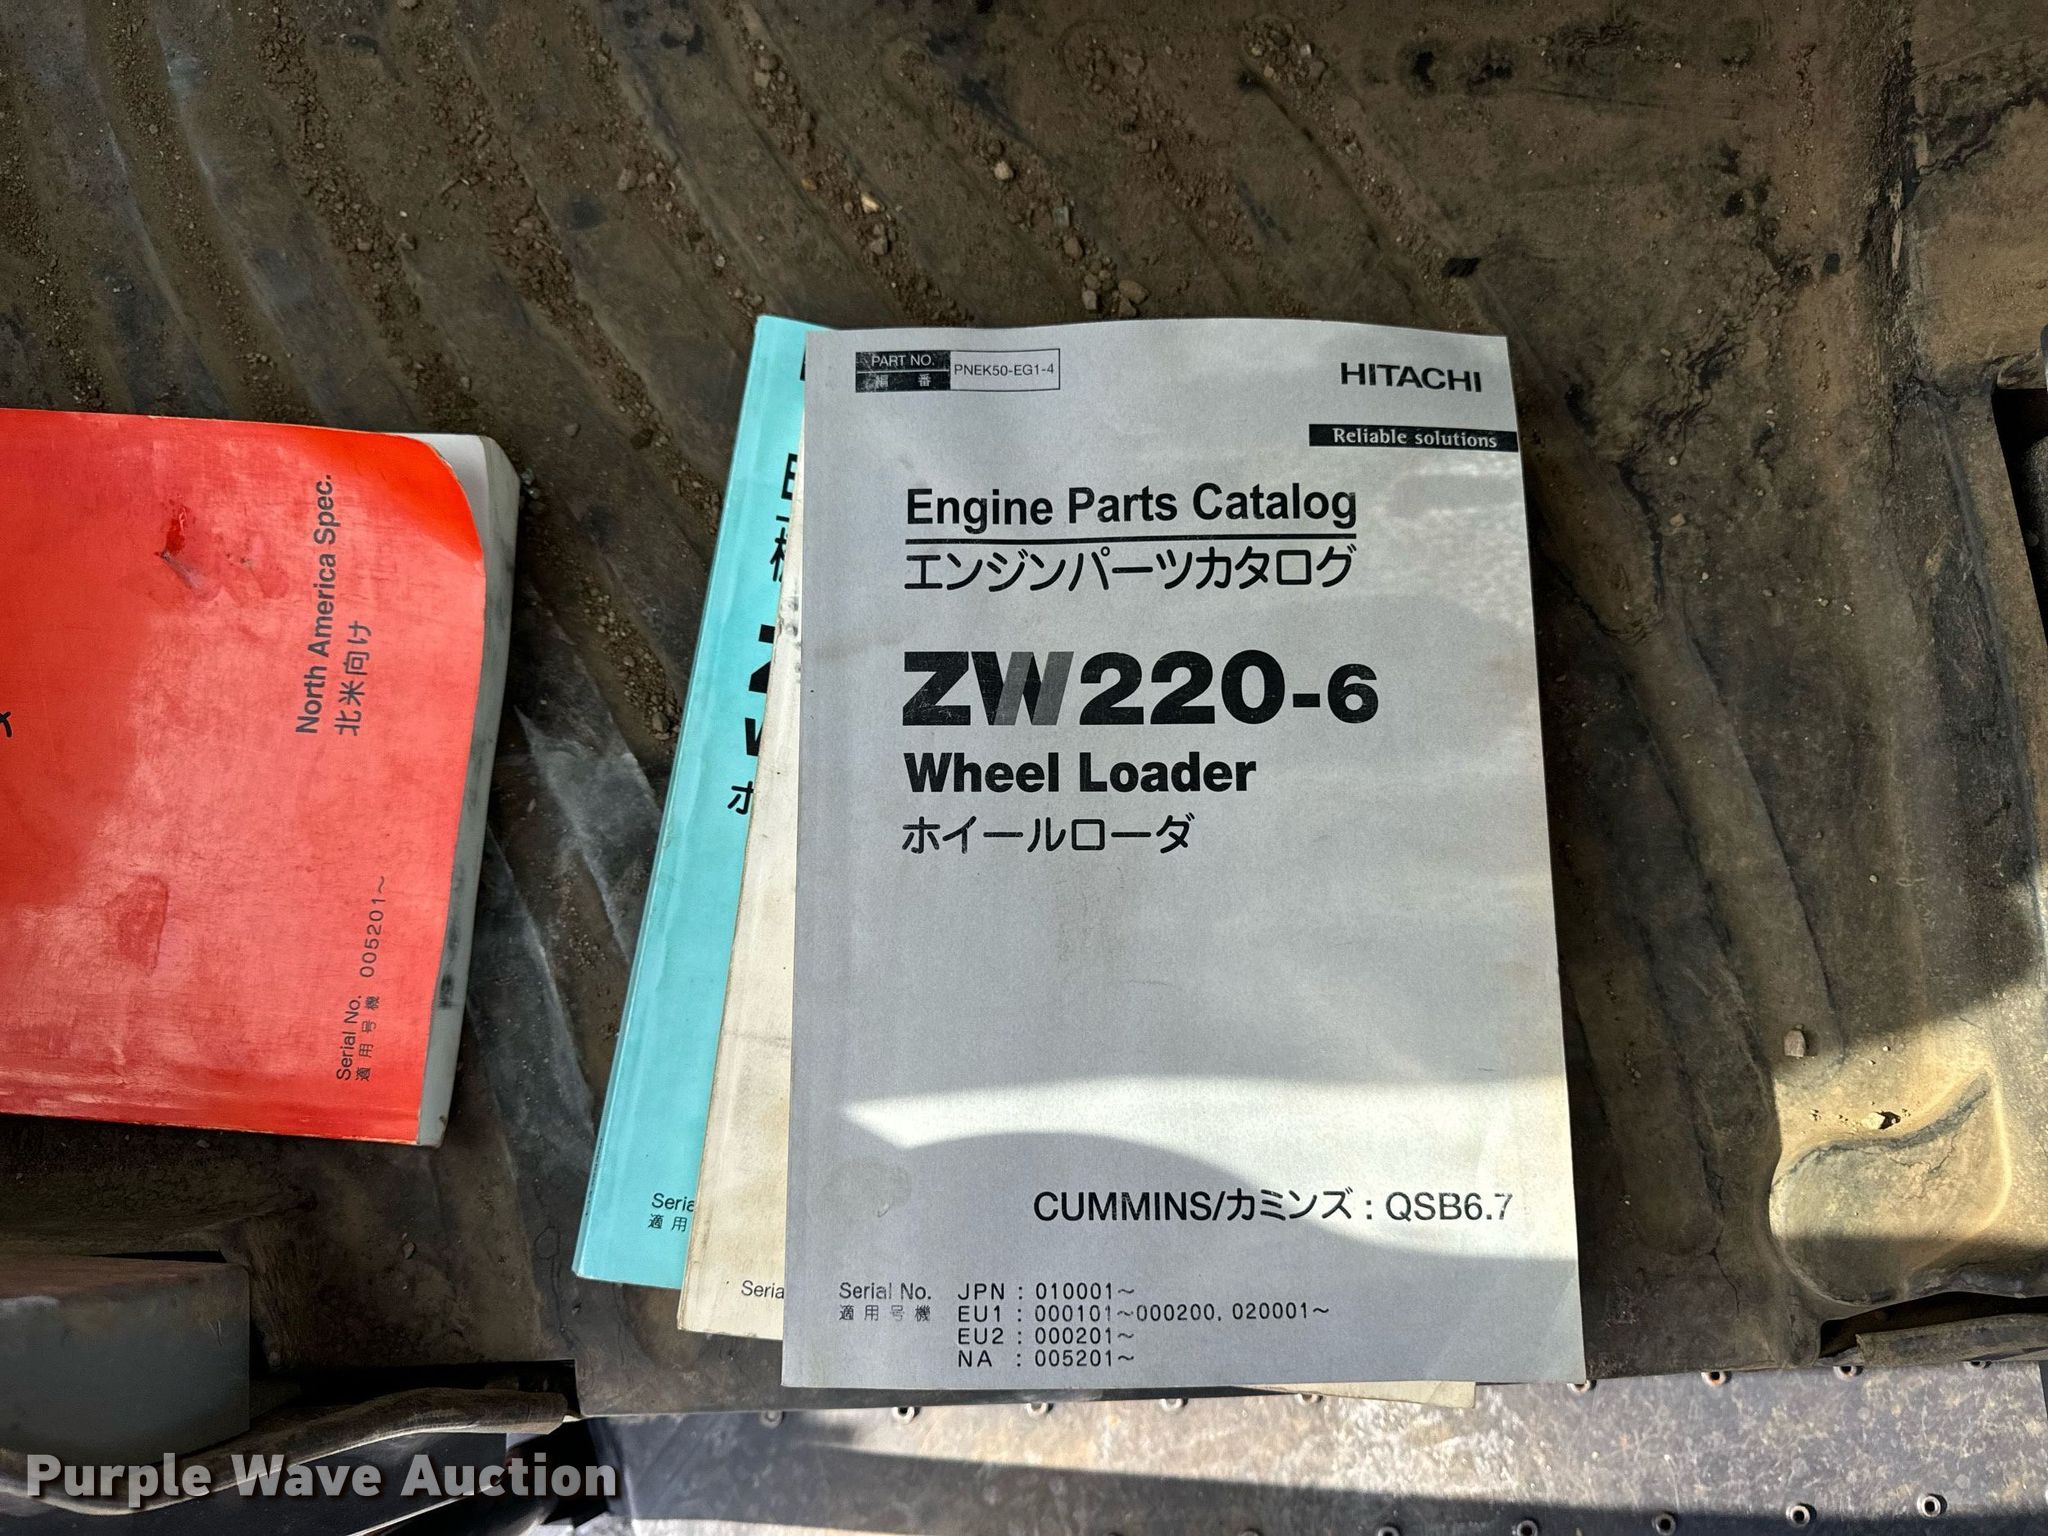 PART NO.
編 番
PNEK50-EG1-4
HITACHI
Reliable solutions
Engine Parts Catalog
エンジンパーツカタログ
ZW220-6
Wheel Loader
ホイールローダ
CUMMINS/カミンズ : QSB6.7
Serial No. JPN : 010001~
適用号機 EU1 : 000101~000200, 020001~
EU2 : 000201~
NA : 005201~
North America Spec.
北米向け
Serial No. 005201~
適用号機
適用
Purple Wave Auction